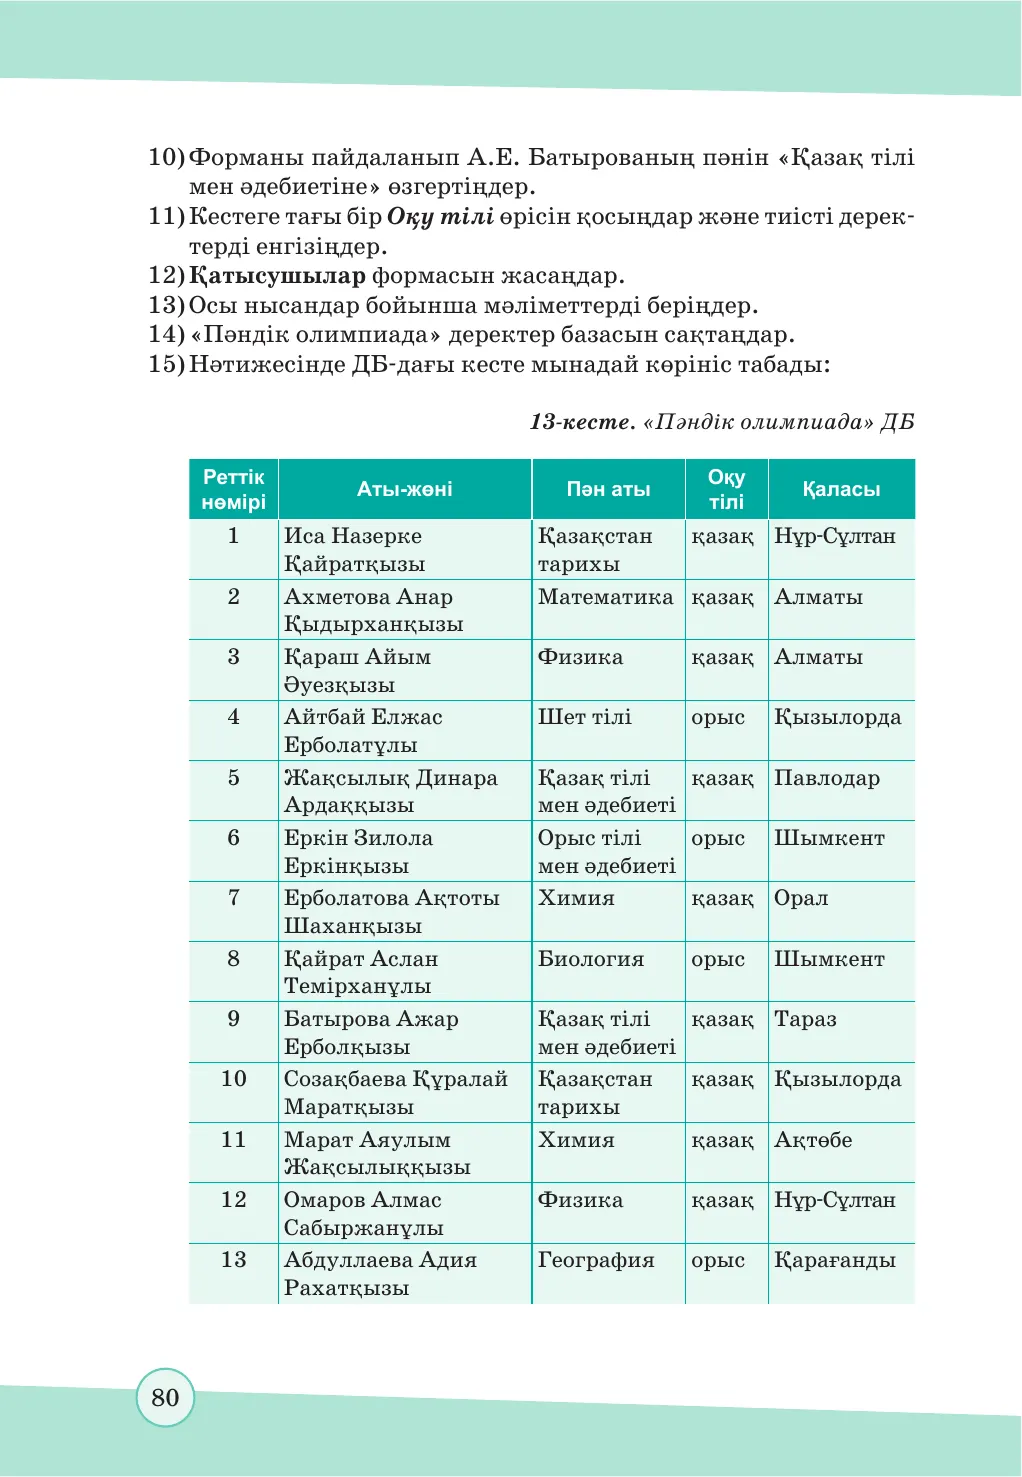 10) Форманы пайдаланып А.Е. Батырованың пәнін «Қазақ тілі
мен әдебиетіне» өзгертіңдер.
11) Кестеге тағы бір Оқу тілі өрісін қосыңдар және тиісті дерек-
терді енгізіңдер.
12) Қатысушылар формасын жасаңдар.
13) Осы нысандар бойынша мәліметтерді беріңдер.
14) «Пәндік олимпиада» деректер базасын сақтаңдар.
15) Нәтижесінде ДБ-дағы кесте мынадай көрініс табады:
13-кесте. «Пәндік олимпиада» ДБ
Реттік нөмірі Аты-жөні Пән аты Оқу тілі Қаласы
1 Иса Назерке Қазақстан қазақ Нұр-Сұлтан
Қайратқызы тарихы
2 Ахметова Анар Математика қазақ Алматы
Қыдырханқызы
3 Қараш Айым Физика қазақ Алматы
Әуезқызы
4 Айтбай Елжас Шет тілі орыс Қызылорда
Ерболатұлы
5 Жақсылық Динара Қазақ тілі қазақ Павлодар
Ардаққызы мен әдебиеті
6 Еркін Зилола Орыс тілі орыс Шымкент
Еркінқызы мен әдебиеті
7 Ерболатова Ақтоты Химия қазақ Орал
Шаханқызы
8 Қайрат Аслан Биология орыс Шымкент
Темірханұлы
9 Батырова Ажар Қазақ тілі қазақ Тараз
Ерболқызы мен әдебиеті
10 Созақбаева Құралай Қазақстан қазақ Қызылорда
Маратқызы тарихы
11 Марат Аяулым Химия қазақ Ақтөбе
Жақсылыққызы
12 Омаров Алмас Физика қазақ Нұр-Сұлтан
Сабыржанұлы
13 Абдуллаева Адия География орыс Қарағанды
Рахатқызы
80